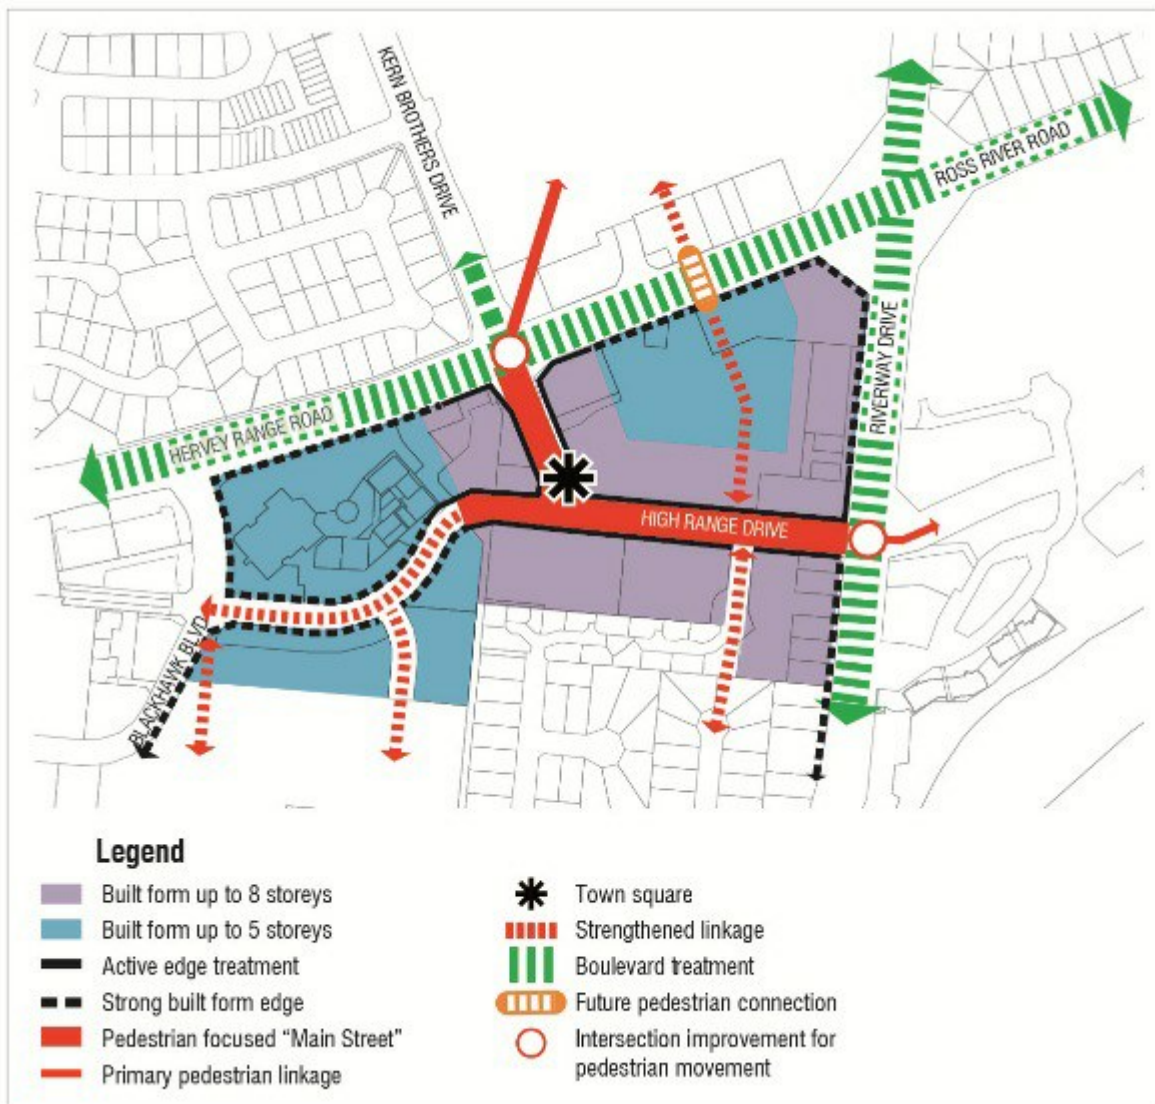 KERN BROTHERS DRIVE
ROSS RIVER ROAD
RIVERWAY DRIVE
HERVEY RANGE ROAD
HIGH RANGE DRIVE
BLACKHAWK BLVD
Legend
Built form up to 8 storeys
Built form up to 5 storeys
Active edge treatment
Strong built form edge
Pedestrian focused “Main Street”
Primary pedestrian linkage
Town square
Strengthened linkage
Boulevard treatment
Future pedestrian connection
Intersection improvement for
pedestrian movement